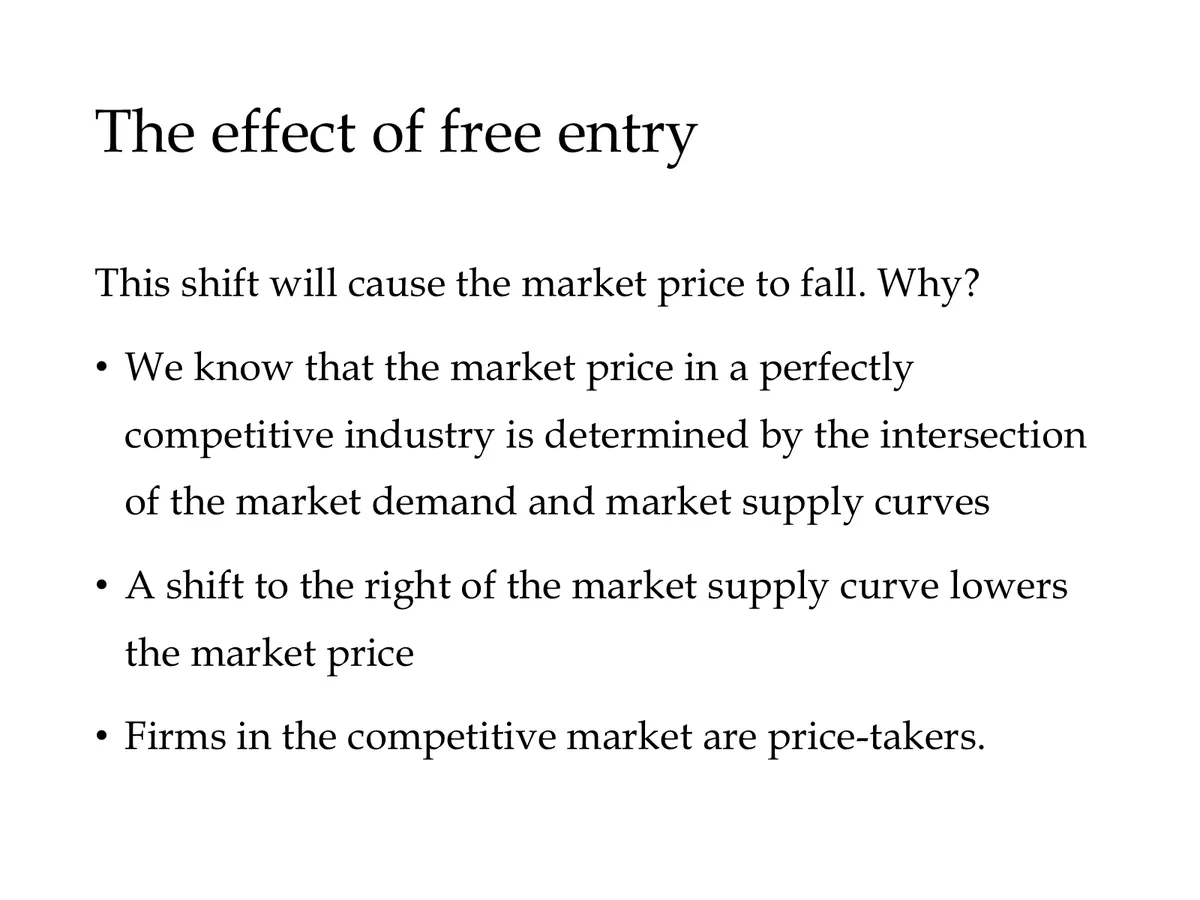 The effect of free entry
This shift will cause the market price to fall. Why?
• We know that the market price in a perfectly
competitive industry is determined by the intersection
of the market demand and market supply curves
• A shift to the right of the market supply curve lowers
the market price
• Firms in the competitive market are price-takers.